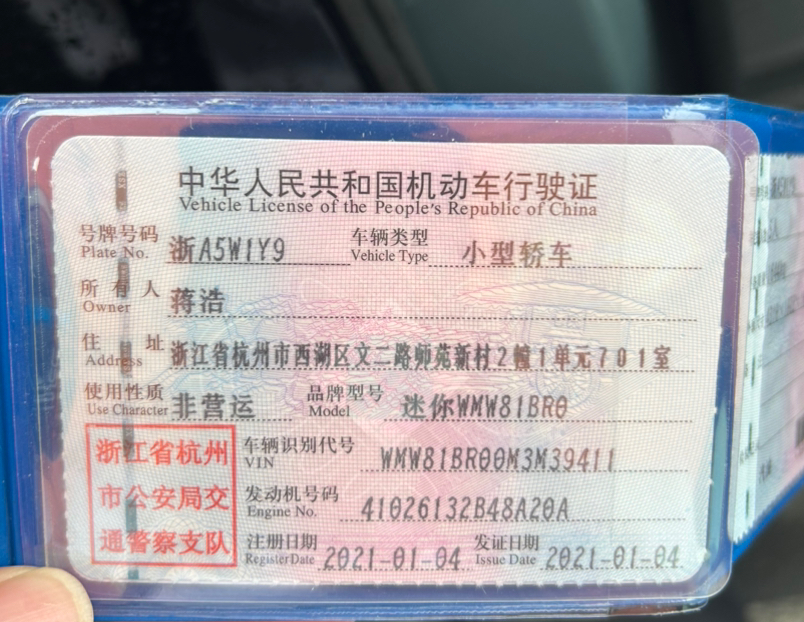 中华人民共和国机动车行驶证
Vehicle License of the People's Republic of China
号牌号码 Plate No. 浙A5W1Y9 车辆类型 Vehicle Type 小型轿车
所有人 Owner 蒋浩
住址 Address 浙江省杭州市西湖区文二路师苑新村2幢1单元701室
使用性质 Use Character 非营运 品牌型号 Model 迷你WMW81BR0
浙江省杭州市公安局交通警察支队
车辆识别代号 VIN WMW81BR00M3M39411
发动机号码 Engine No. 41026132B48A20A
注册日期 Register Date 2021-01-04 发证日期 Issue Date 2021-01-04